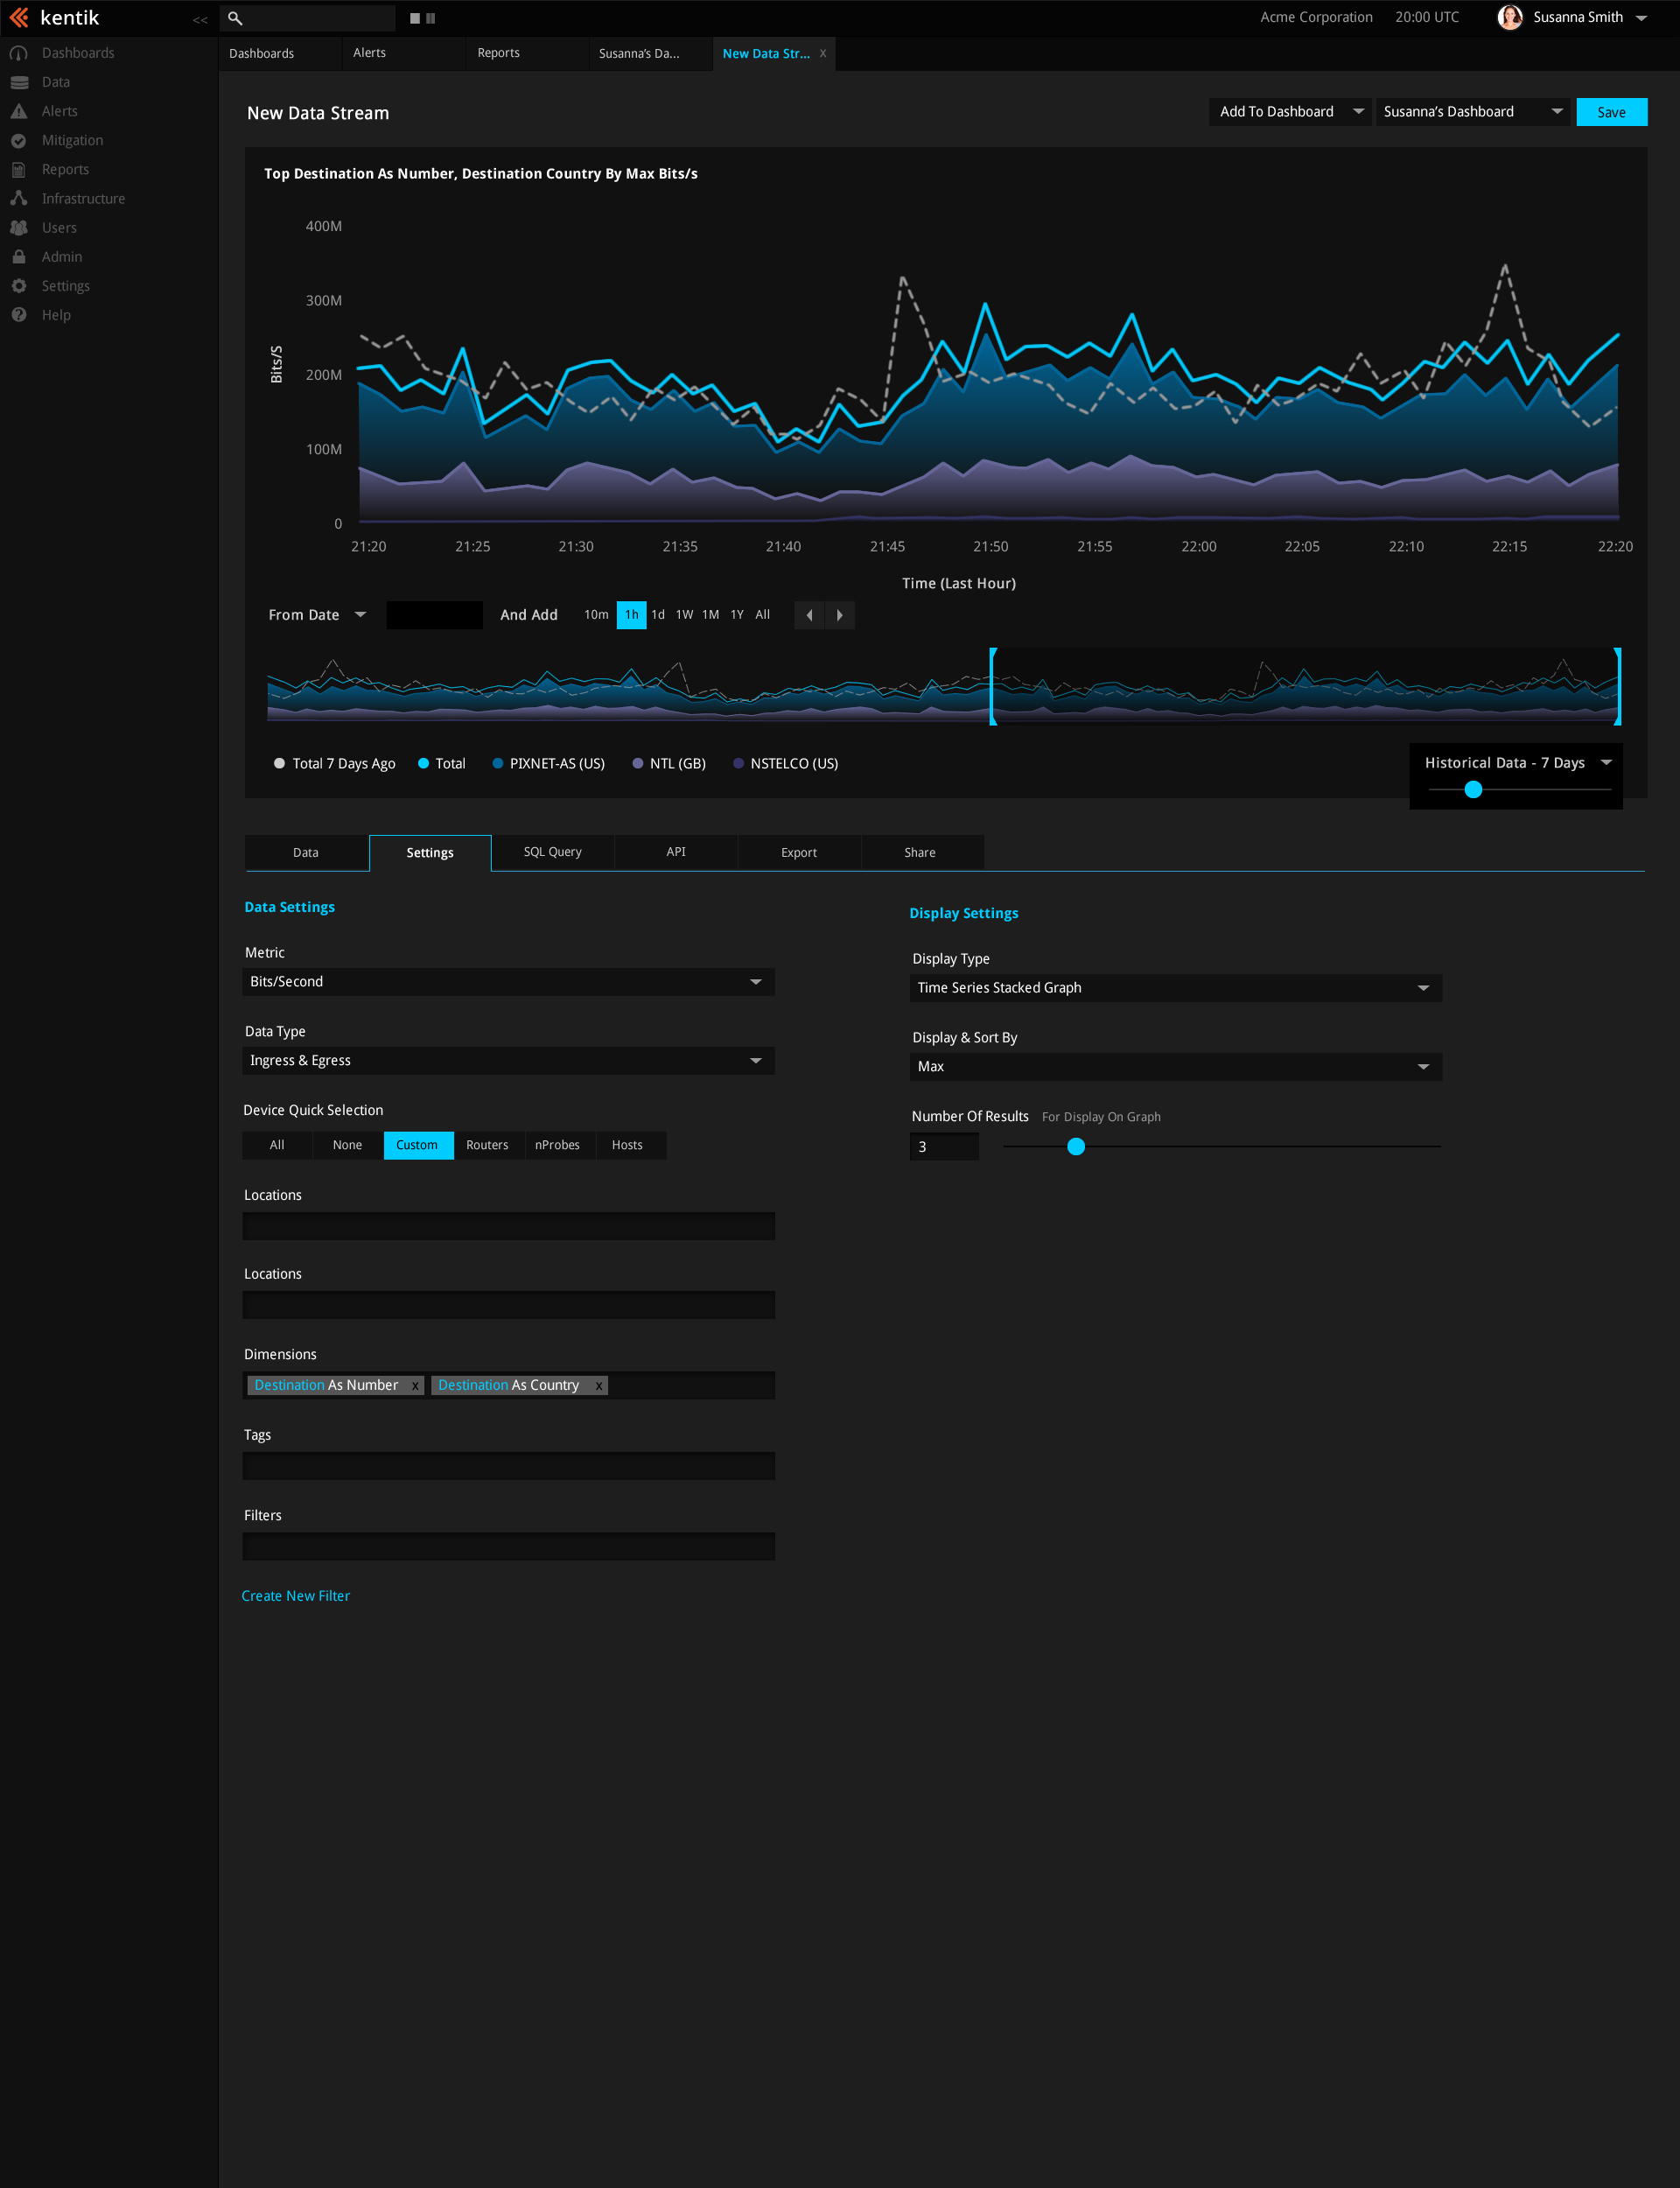 kentik
<<
Acme Corporation 20:00 UTC Susanna Smith
Dashboards
Data
Alerts
Mitigation
Reports
Infrastructure
Users
Admin
Settings
Help
Dashboards Alerts Reports Susanna’s Da... New Data Str... X
New Data Stream
Add To Dashboard Susanna’s Dashboard Save
Top Destination As Number, Destination Country By Max Bits/s
400M
300M
200M
100M
0
Bits/S
21:20 21:25 21:30 21:35 21:40 21:45 21:50 21:55 22:00 22:05 22:10 22:15 22:20
Time (Last Hour)
From Date And Add 10m 1h 1d 1W 1M 1Y All
Total 7 Days Ago Total PIXNET-AS (US) NTL (GB) NSTELCO (US)
Historical Data - 7 Days
Data Settings SQL Query API Export Share
Data Settings
Metric
Bits/Second
Data Type
Ingress & Egress
Device Quick Selection
All None Custom Routers nProbes Hosts
Locations
Locations
Dimensions
Destination As Number x Destination As Country x
Tags
Filters
Create New Filter
Display Settings
Display Type
Time Series Stacked Graph
Display & Sort By
Max
Number Of Results For Display On Graph
3